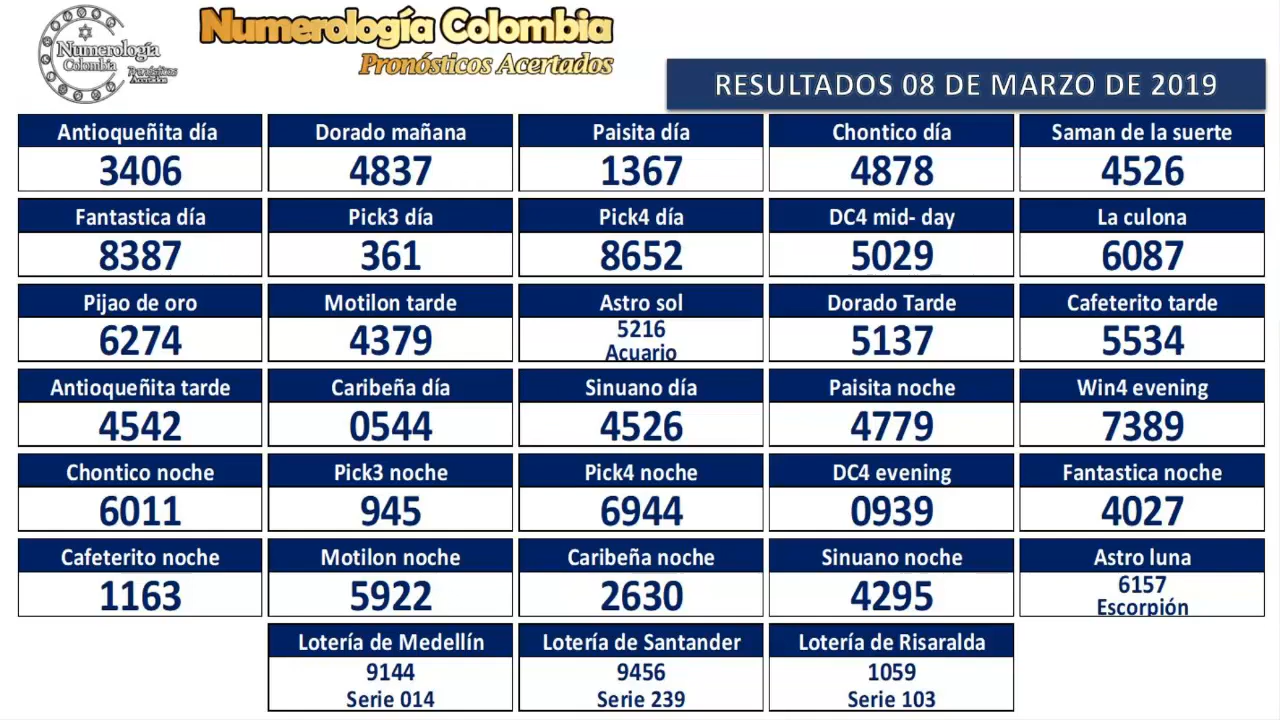 Numerología
Colombia
Pronósticos
Acertados
Numerología Colombia
Pronósticos Acertados
RESULTADOS 08 DE MARZO DE 2019
Antioqueñita día
3406
Dorado mañana
4837
Paisita día
1367
Chontico día
4878
Saman de la suerte
4526
Fantastica día
8387
Pick3 día
361
Pick4 día
8652
DC4 mid- day
5029
La culona
6087
Pijao de oro
6274
Motilon tarde
4379
Astro sol
5216
Acuario
Dorado Tarde
5137
Cafeterito tarde
5534
Antioqueñita tarde
4542
Caribeña día
0544
Sinuano día
4526
Paisita noche
4779
Win4 evening
7389
Chontico noche
6011
Pick3 noche
945
Pick4 noche
6944
DC4 evening
0939
Fantastica noche
4027
Cafeterito noche
1163
Motilon noche
5922
Caribeña noche
2630
Sinuano noche
4295
Astro luna
6157
Escorpión
Lotería de Medellín
9144
Serie 014
Lotería de Santander
9456
Serie 239
Lotería de Risaralda
1059
Serie 103